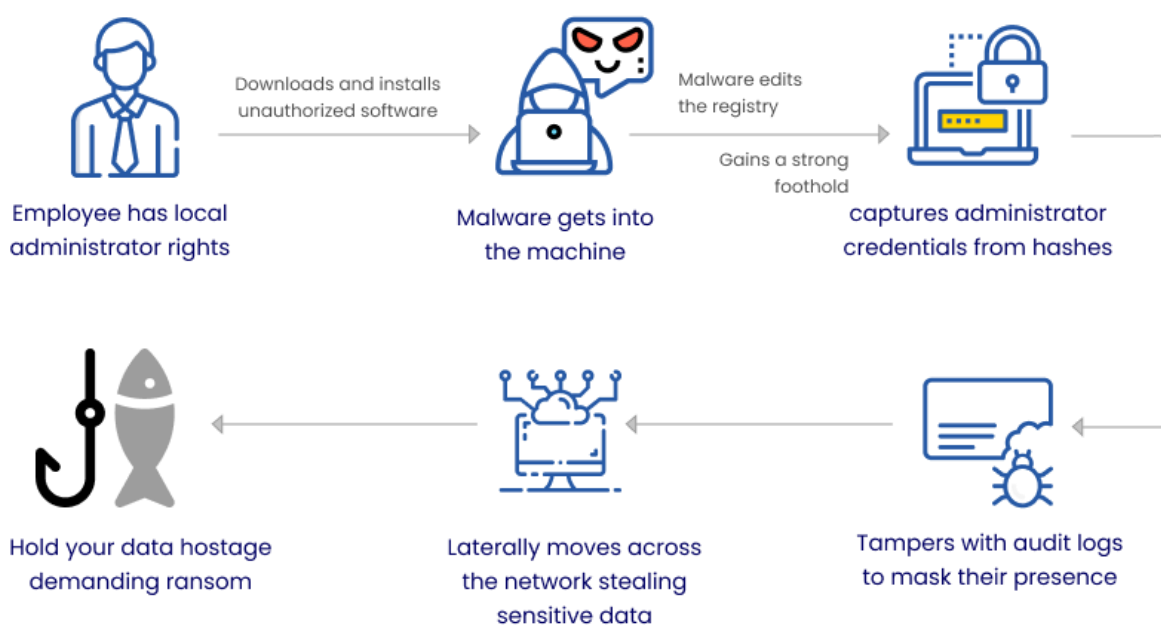 Downloads and installs
unauthorized software
Malware edits
the registry
Gains a strong
foothold
Employee has local
administrator rights
Malware gets into
the machine
captures administrator
credentials from hashes
Hold your data hostage
demanding ransom
Laterally moves across
the network stealing
sensitive data
Tampers with audit logs
to mask their presence